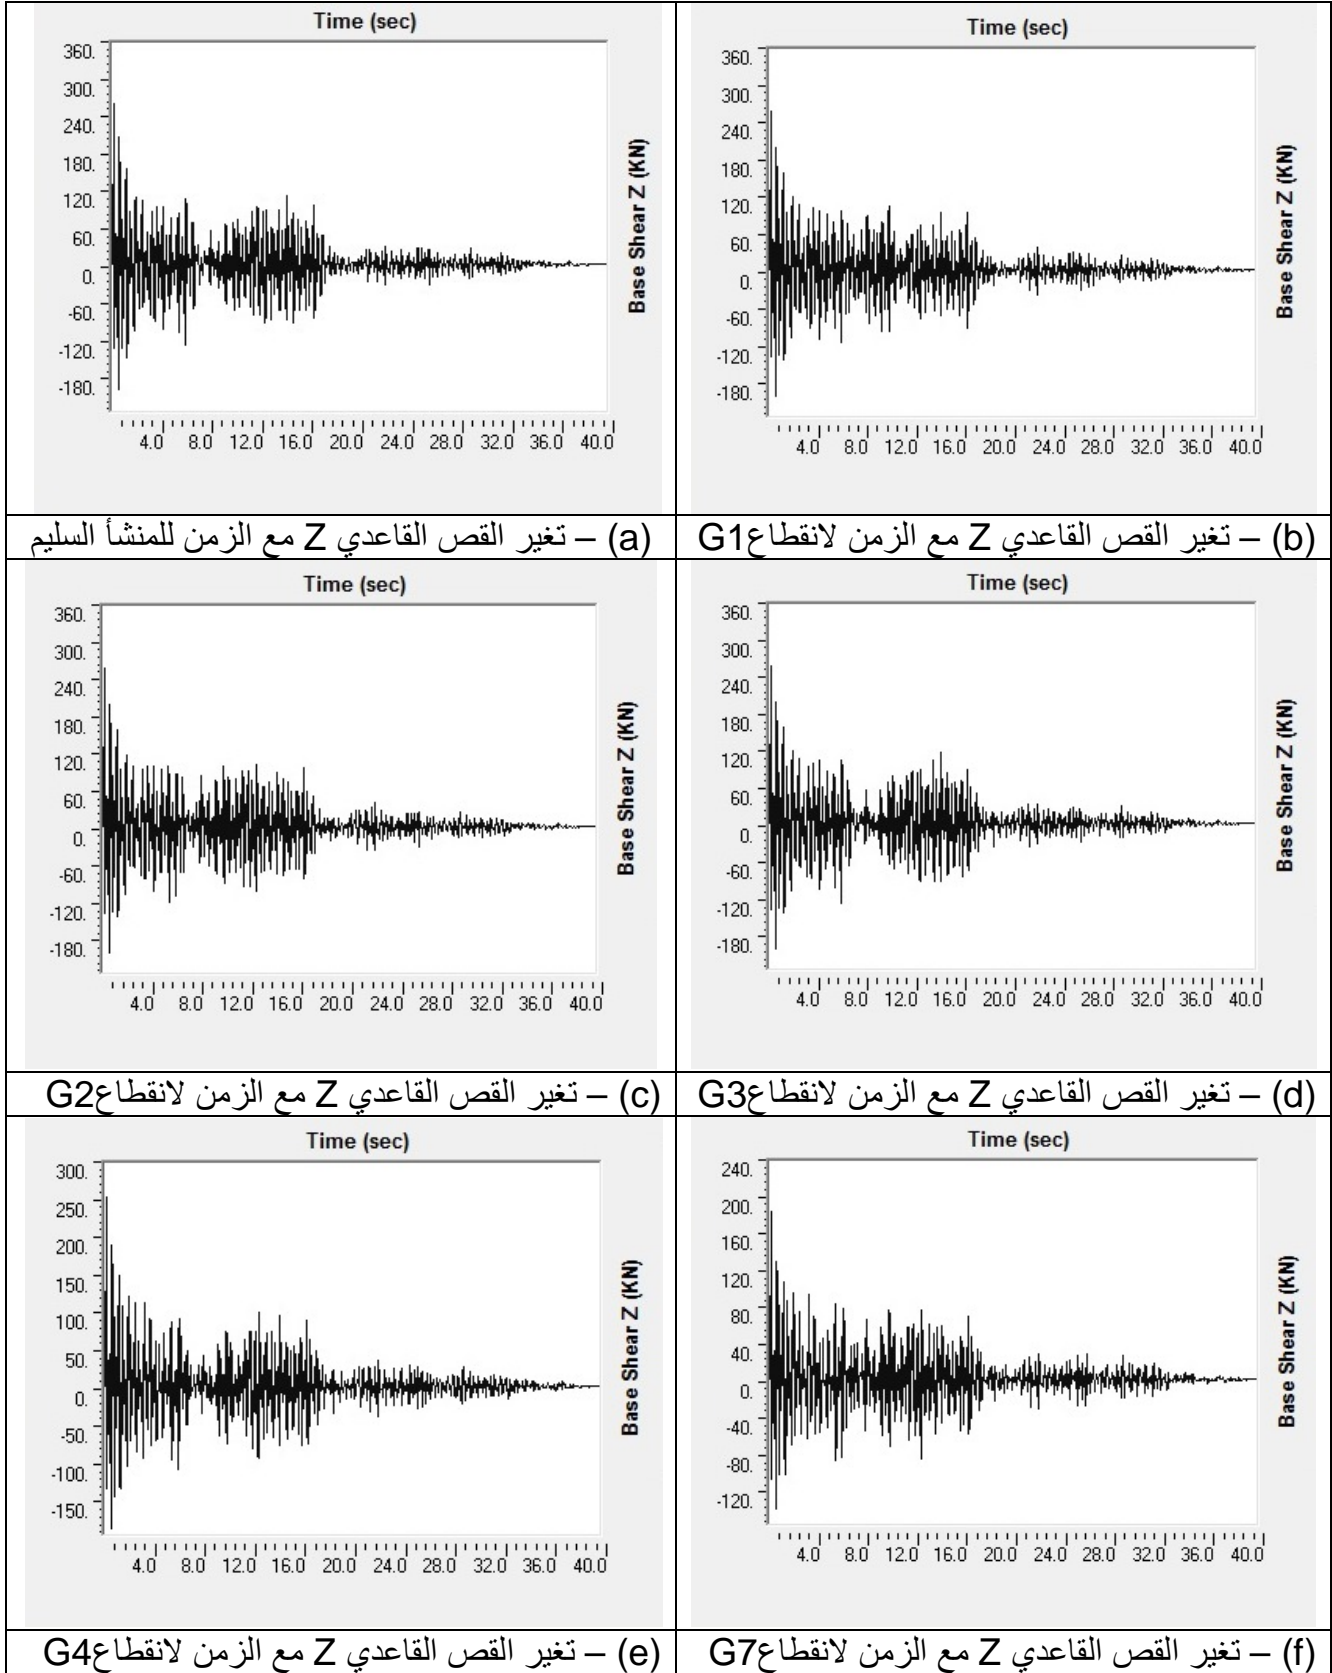 Time (sec)
360.
300.
240.
180.
120.
60.
0.
-60.
-120.
-180.
4.0 8.0 12.0 16.0 20.0 24.0 28.0 32.0 36.0 40.0
Base Shear Z (KN)
(a) – تغير القص القاعدي Z مع الزمن للمنشأ السليم
Time (sec)
360.
300.
240.
180.
120.
60.
0.
-60.
-120.
-180.
4.0 8.0 12.0 16.0 20.0 24.0 28.0 32.0 36.0 40.0
Base Shear Z (KN)
(b) – تغير القص القاعدي Z مع الزمن لانقطاعG1
Time (sec)
360.
300.
240.
180.
120.
60.
0.
-60.
-120.
-180.
4.0 8.0 12.0 16.0 20.0 24.0 28.0 32.0 36.0 40.0
Base Shear Z (KN)
(c) – تغير القص القاعدي Z مع الزمن لانقطاعG2
Time (sec)
360.
300.
240.
180.
120.
60.
0.
-60.
-120.
-180.
4.0 8.0 12.0 16.0 20.0 24.0 28.0 32.0 36.0 40.0
Base Shear Z (KN)
(d) – تغير القص القاعدي Z مع الزمن لانقطاعG3
Time (sec)
300.
250.
200.
150.
100.
50.
0.
-50.
-100.
-150.
4.0 8.0 12.0 16.0 20.0 24.0 28.0 32.0 36.0 40.0
Base Shear Z (KN)
(e) – تغير القص القاعدي Z مع الزمن لانقطاعG4
Time (sec)
240.
200.
160.
120.
80.
40.
0.
-40.
-80.
-120.
4.0 8.0 12.0 16.0 20.0 24.0 28.0 32.0 36.0 40.0
Base Shear Z (KN)
(f) – تغير القص القاعدي Z مع الزمن لانقطاعG7